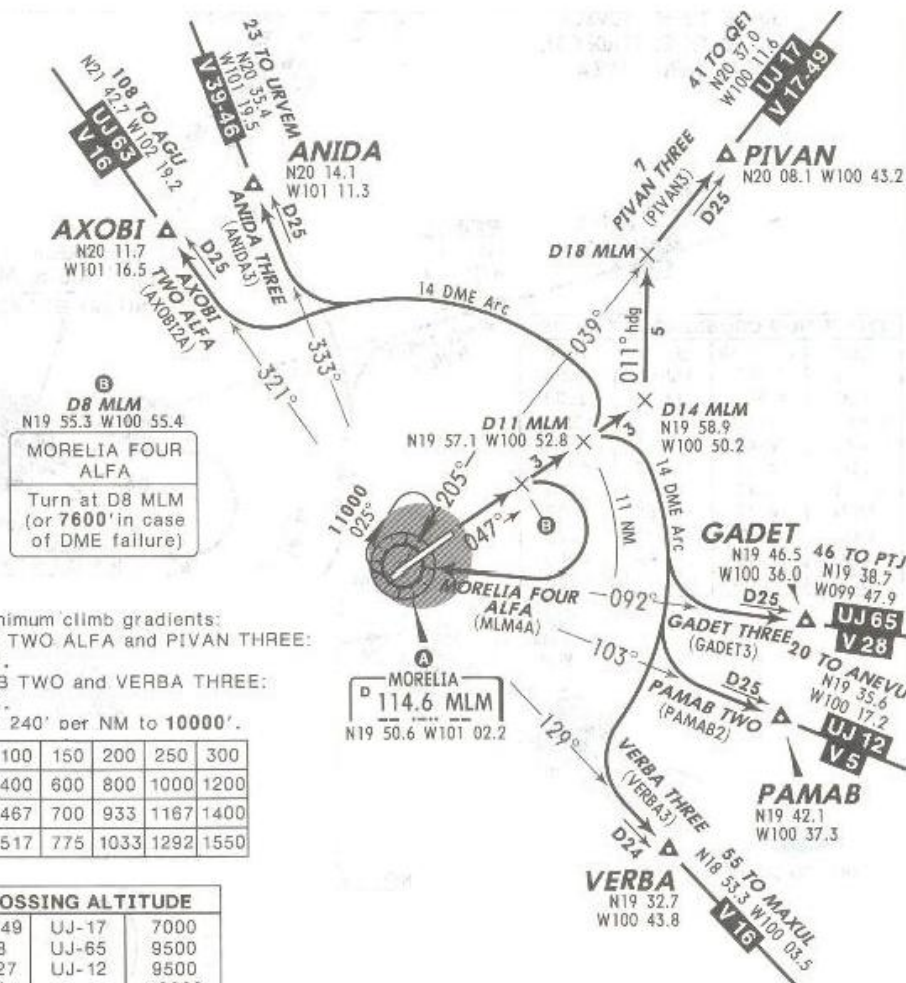 108 TO AGU
N21 42.7 W102 19.2
UJ 63
V 16
23 TO URVEM
N20 35.4
W101 19.5
V 39-46
41 TO QET
N20 37.0
W100 11.6
UJ 17
V 17-49
ANIDA
N20 14.1
W101 11.3
PIVAN
N20 08.1 W100 43.2
7
PIVAN THREE
(PIVAN3)
D25
AXOBI
N20 11.7
W101 16.5
D25
AXOBI
TWO ALFA
(AXOBI2A)
D25
ANIDA THREE
(ANIDA3)
D18 MLM
14 DME Arc
039°
011° hdg
5
333°
321°
B
D8 MLM
N19 55.3 W100 55.4
MORELIA FOUR
ALFA
Turn at D8 MLM
(or 7600' in case
of DME failure)
D11 MLM
N19 57.1 W100 52.8
D14 MLM
N19 58.9
W100 50.2
3
3
14 DME Arc
11 NM
11000
025°
205°
047°
B
MORELIA FOUR
ALFA
(MLM4A)
A
MORELIA
D 114.6 MLM
N19 50.6 W101 02.2
GADET
N19 46.5
W100 36.0
46 TO PTJ
N19 38.7
W099 47.9
D25
UJ 65
V 28
092°
GADET THREE
(GADET3)
103°
20 TO ANEVU
N19 35.6
W100 17.2
D25
PAMAB TWO
(PAMAB2)
UJ 12
V 5
PAMAB
N19 42.1
W100 37.3
129°
VERBA THREE
(VERBA3)
D24
VERBA
N19 32.7
W100 43.8
55 TO MAXUL
N18 53.3 W100 03.5
V 16
nimum climb gradients:
TWO ALFA and PIVAN THREE:
B TWO and VERBA THREE:
240' per NM to 10000'.
100 150 200 250 300
400 600 800 1000 1200
467 700 933 1167 1400
517 775 1033 1292 1550
OSSING ALTITUDE
49 UJ-17 7000
8 UJ-65 9500
27 UJ-12 9500